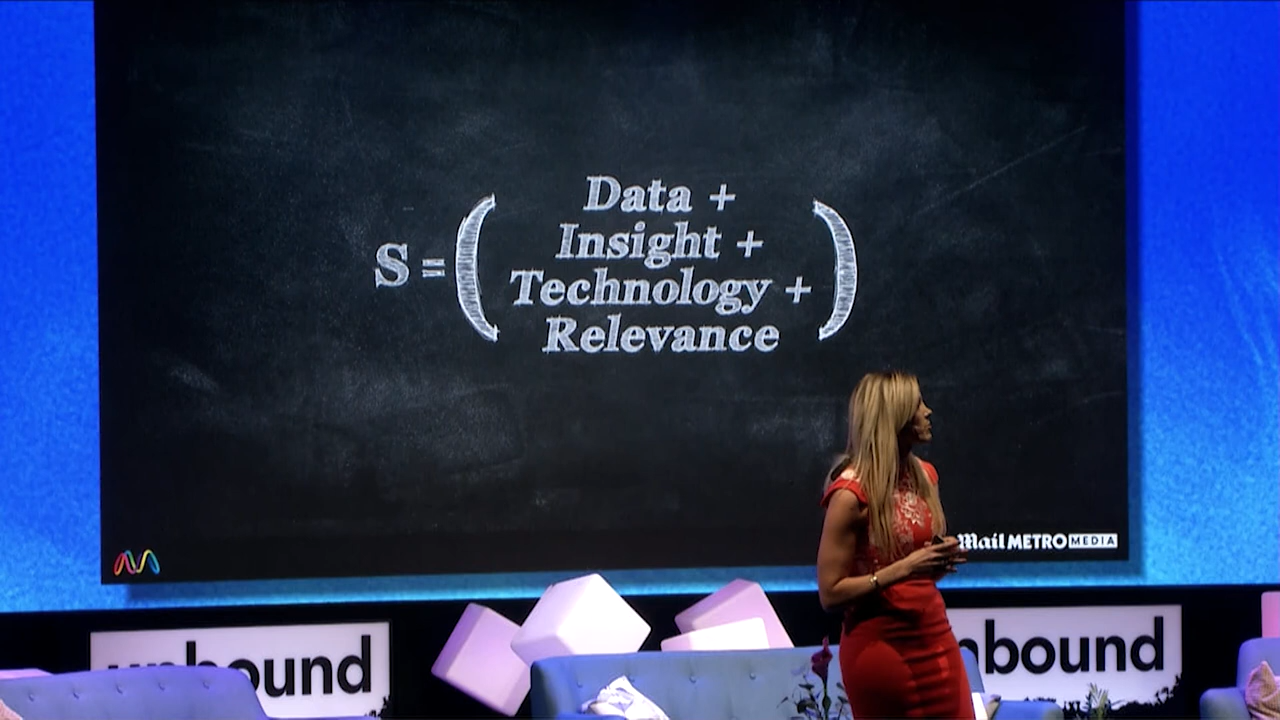 Data +
Insight +
S = ( Technology + )
Relevance
Mail METRO MEDIA
unbound
nbound